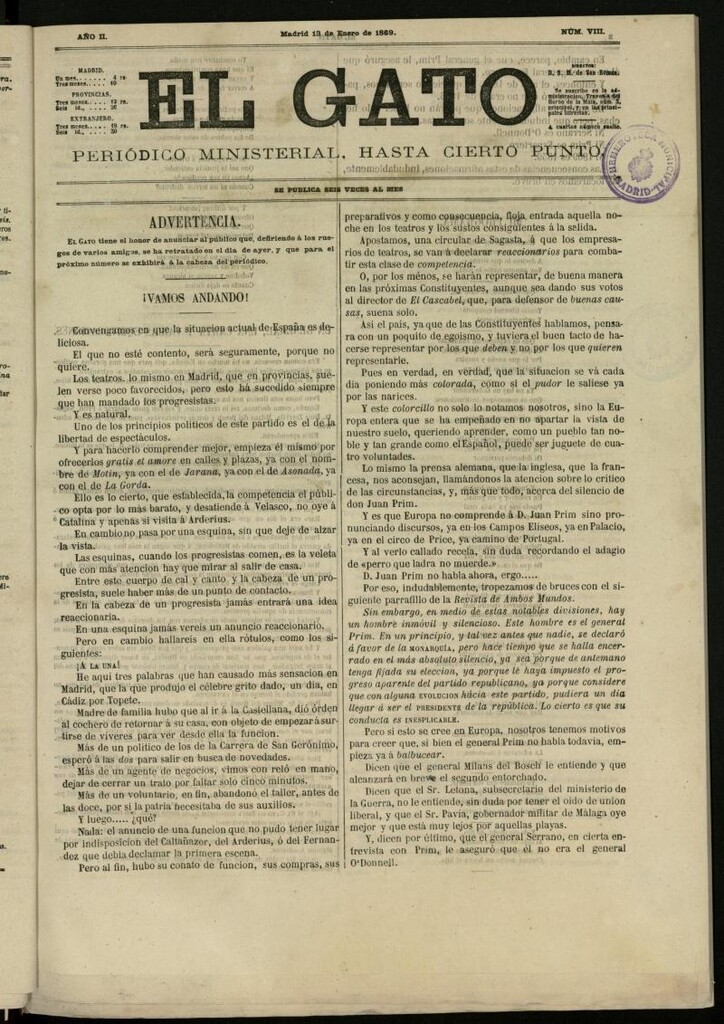 AÑO II.
Madrid 13 de Enero de 1869.
NÚM. VIII.
MADRID.
Un mes...... 4 rs.
Tres meses...... 10
PROVINCIAS.
Tres meses...... 12 rs.
Seis id...... 20
EXTRANJERO.
Tres meses......
Seis id......
EL GATO
D. S. M. de San Roman.
Se suscribe en la administracion, Travesía del
PERIÓDICO MINISTERIAL, HASTA CIERTO PUNTO.
SE PUBLICA SEIS VECES AL MES
HEMEROTECA MUNICIPAL
MADRID
ADVERTENCIA.
EL GATO tiene el honor de anunciar al público que, defiriendo á los rue-
gos de varios amigos, se ha retratado en el dia de ayer, y que para el
próximo número se exhibirá á la cabeza del periódico.
¡VAMOS ANDANDO!
Convengamos en que la situacion actual de España es de-
liciosa.
El que no esté contento, será seguramente, porque no
quiere.
Los teatros, lo mismo en Madrid, que en provincias, sue-
len verse poco favorecidos, pero esto ha sucedido siempre
que han mandado los progresistas.
Y es natural.
Uno de los principios políticos de este partido es el de la
libertad de espectáculos.
Y para hacerlo comprender mejor, empieza él mismo por
ofrecerlos gratis et amore en calles y plazas, ya con el nom-
bre de Motin, ya con el de Jarana, ya con el de Asonada, ya
con el de La Gorda.
Ello es lo cierto, que establecida, la competencia el públi-
co opta por lo más barato, y desatiende á Velasco, no oye á
Catalina y apenas si visita á Arderius.
En cambio no pasa por una esquina, sin que deje de alzar
la vista.
Las esquinas, cuando los progresistas comen, es la veleta
que con más atencion hay que mirar al salir de casa.
Entre este cuerpo de cal y canto y la cabeza de un pro-
gresista, suele haber más de un punto de contacto.
En la cabeza de un progresista jamás entrará una idea
reaccionaria.
En una esquina jamás vereis un anuncio reaccionario.
Pero en cambio hallareis en ella rótulos, como los si-
guientes:
¡A LA UNA!
He aquí tres palabras que han causado más sensacion en
Madrid, que la que produjo el célebre grito dado, un dia, en
Cádiz por Topete.
Madre de familia hubo que al ir á la Castellana, dió órden
al cochero de retornar á su casa, con objeto de empezar á sur-
tirse de víveres para ver desde ella la funcion.
Más de un político de los de la Carrera de San Gerónimo,
esperó á las dos para salir en busca de novedades.
Más de un agente de negocios, vimos con reló en mano,
dejar de cerrar un trato por faltar solo cinco minutos.
Más de un voluntario, en fin, abandonó el taller, antes de
las doce, por si la patria necesitaba de sus auxilios.
Y luego..... ¿qué?
Nada: el anuncio de una funcion que no pudo tener lugar
por indisposicion del Caltañazor, del Arderius, ó del Fernan-
dez que debia declamar la primera escena.
Pero al fin, hubo su conato de funcion, sus compras, sus
preparativos y como consecuencia, floja entrada aquella no-
che en los teatros y los sustos consiguientes á la salida.
Apostamos, una circular de Sagasta, á que los empresa-
rios de teatros, se van á declarar reaccionarios para comba-
tir esta clase de competencia.
O, por los ménos, se harán representar, de buena manera
en las próximas Constituyentes, aunque sea dando sus votos
al director de El Cascabel, que, para defensor de buenas cau-
sas, suena solo.
Asi el país, ya que de las Constituyentes hablamos, pensa-
ra con un poquito de egoismo, y tuviera el buen tacto de ha-
cerse representar por los que deben y no por los que quieren
representarle.
Pues en verdad, en verdad, que la situacion se vá cada
dia poniendo más colorada, como si el pudor le saliese ya
por las narices.
Y este colorcillo no solo lo notamos nosotros, sino la Eu-
ropa entera que se ha empeñado en no apartar la vista de
nuestro suelo, queriendo aprender, como un pueblo tan no-
ble y tan grande como el Español, puede ser juguete de cua-
tro voluntades.
Lo mismo la prensa alemana, que la inglesa, que la fran-
cesa, nos aconsejan, llamándonos la atencion sobre lo crítico
de las circunstancias, y, más que todo, acerca del silencio de
don Juan Prim.
Y es que Europa no comprende á D. Juan Prim sino pro-
nunciando discursos, ya en los Campos Elíseos, ya en Palacio,
ya en el circo de Price, ya camino de Portugal.
Y al verlo callado recela, sin duda recordando el adagio
de «perro que ladra no muerde.»
D. Juan Prim no habla ahora, ergo.....
Por eso, indudablemente, tropezamos de bruces con el si-
guiente parrafillo de la Revista de Ambos Mundos.
Sin embargo, en medio de estas notables divisiones, hay
un hombre inmóvil y silencioso. Este hombre es el general
Prim. En un principio, y tal vez antes que nadie, se declaró
á favor de la MONARQUÍA, pero hace tiempo que se halla encer-
rado en el más absoluto silencio, ya sea porque de antemano
tenga fijada su eleccion, ya porque le haya impuesto el pro-
greso aparente del partido republicano, ya porque considere
que con alguna EVOLUCION hácia este partido, pudiera un dia
llegar á ser el PRESIDENTE de la república. Lo cierto es que su
conducta es INESPLICABLE.
Pero si esto se cree en Europa, nosotros tenemos motivos
para creer que, si bien el general Prim no habla todavía, em-
pieza yá á balbucear.
Dicen que el general Milans del Bosch le entiende y que
alcanzará en breve el segundo entorchado.
Dicen que el Sr. Letona, subsecretario del ministerio de
la Guerra, no le entiende, sin duda por tener el oido de union
liberal, y que el Sr. Pavía, gobernador militar de Málaga oye
mejor y está muy lejos por aquellas playas.
Y, dicen por último, que el general Serrano, en cierta en-
trevista con Prim, le aseguró que él no era el general
O'Donnell.